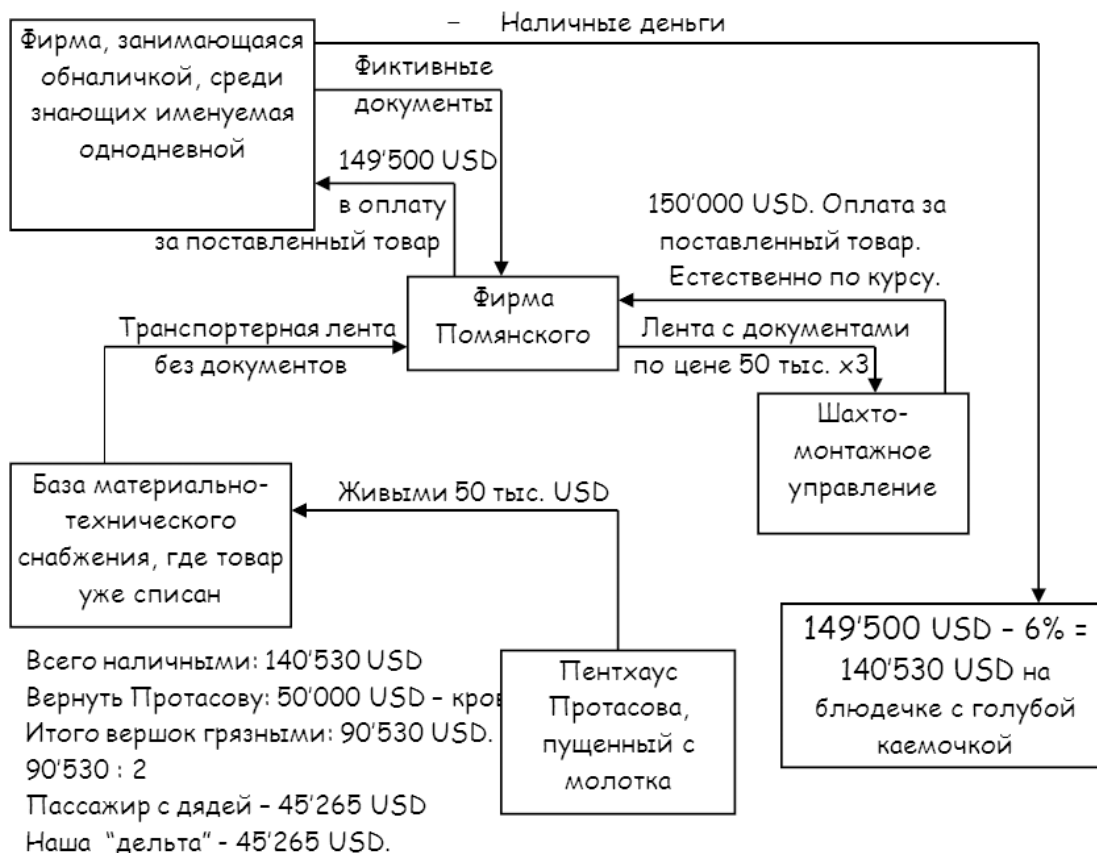 – Наличные деньги
Фирма, занимающаяся
обналичкой, среди
знающих именуемая
однодневной
Фиктивные
документы
149’500 USD
в оплату
за поставленный товар
150’000 USD. Оплата за
поставленный товар.
Естественно по курсу.
Фирма
Помянского
Транспортерная лента
без документов
Лента с документами
по цене 50 тыс. х3
Шахто-
монтажное
управление
База материально-
технического
снабжения, где товар
уже списан
Живыми 50 тыс. USD
149’500 USD – 6% =
140’530 USD на
блюдечке с голубой
каемочкой
Пентхаус
Протасова,
пущенный с
молотка
Всего наличными: 140’530 USD
Вернуть Протасову: 50’000 USD – кров
Итого вершок грязными: 90’530 USD.
90’530 : 2
Пассажир с дядей – 45’265 USD
Наша “дельта” - 45’265 USD.